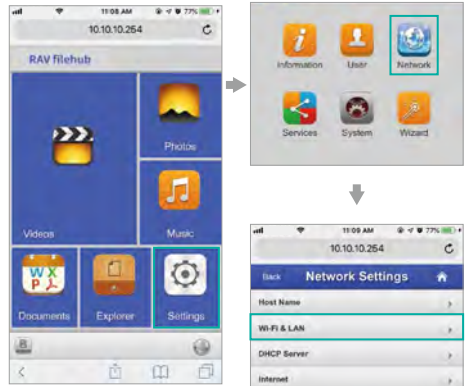 11:08 AM
77%
10.10.10.254
RAV filehub
Photos
Videos
Music
W X
P
Documents
Explorer
Settings
Information
User
Network
Services
System
Wizard
11:09 AM
77%
10.10.10.254
Back
Network Settings
Host Name
Wi-Fi & LAN
DHCP Server
Internet